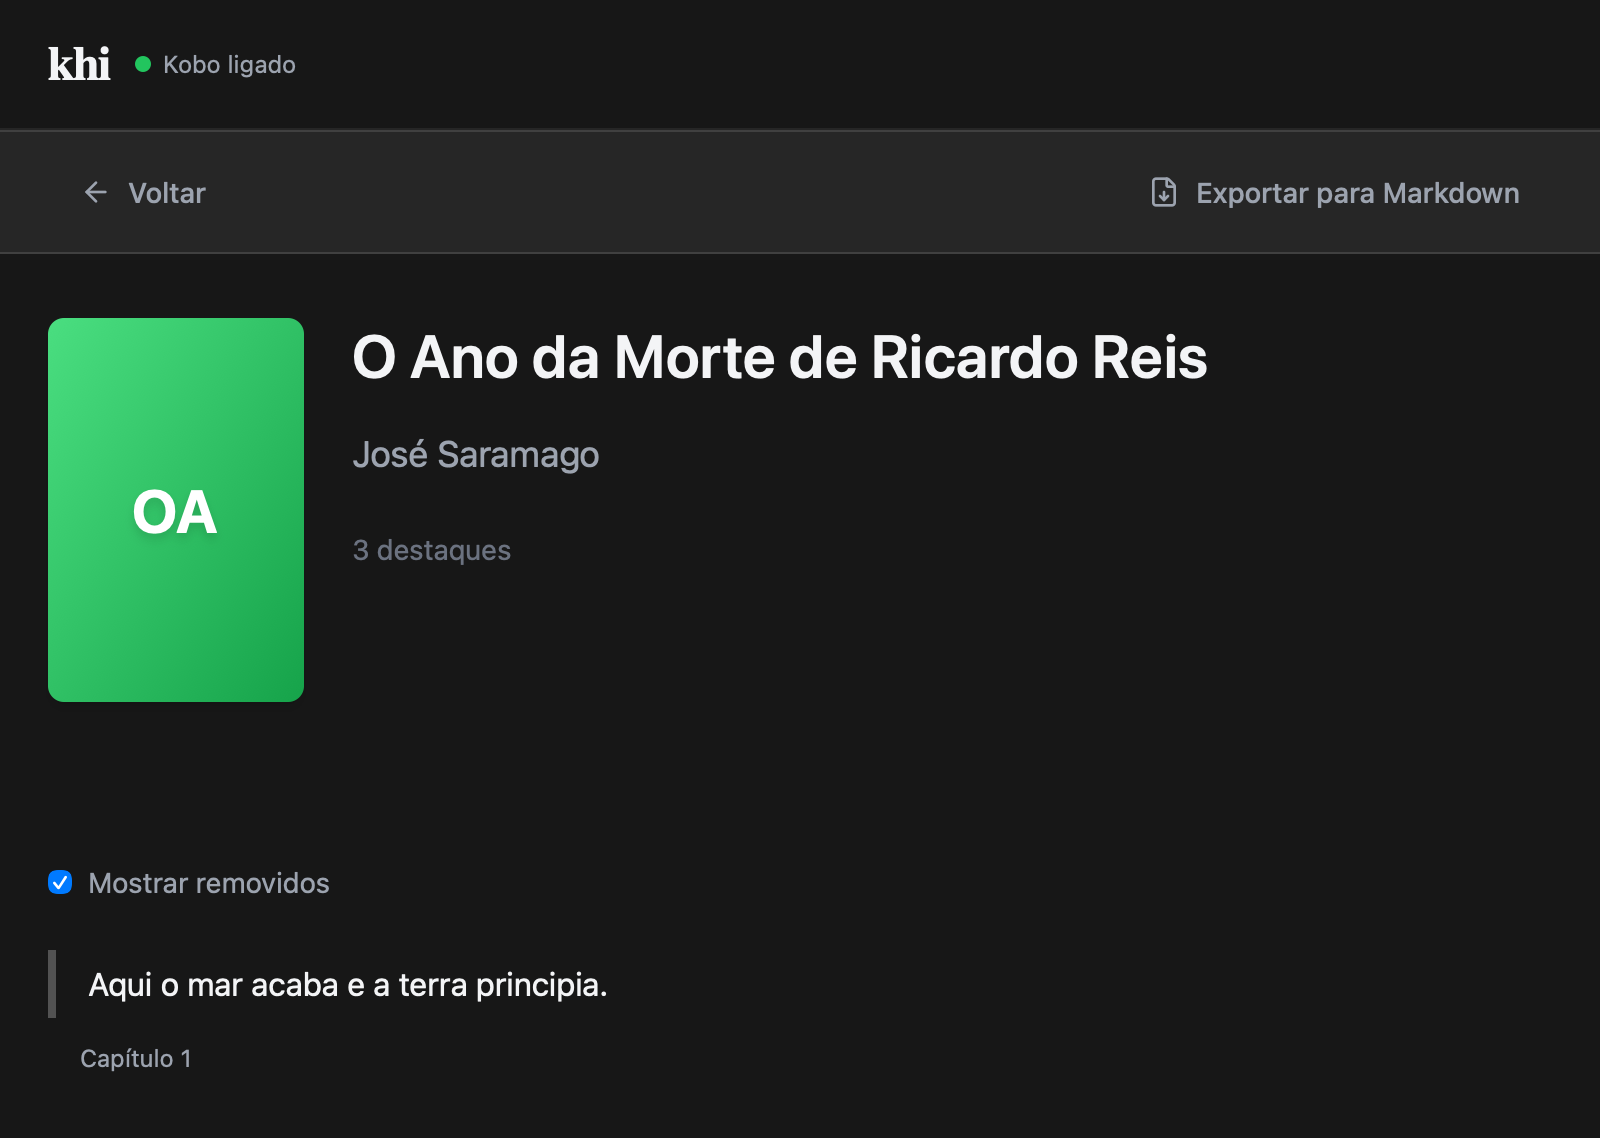 khi
Kobo ligado
Voltar
Exportar para Markdown
OA
O Ano da Morte de Ricardo Reis
José Saramago
3 destaques
Mostrar removidos
Aqui o mar acaba e a terra principia.
Capítulo 1